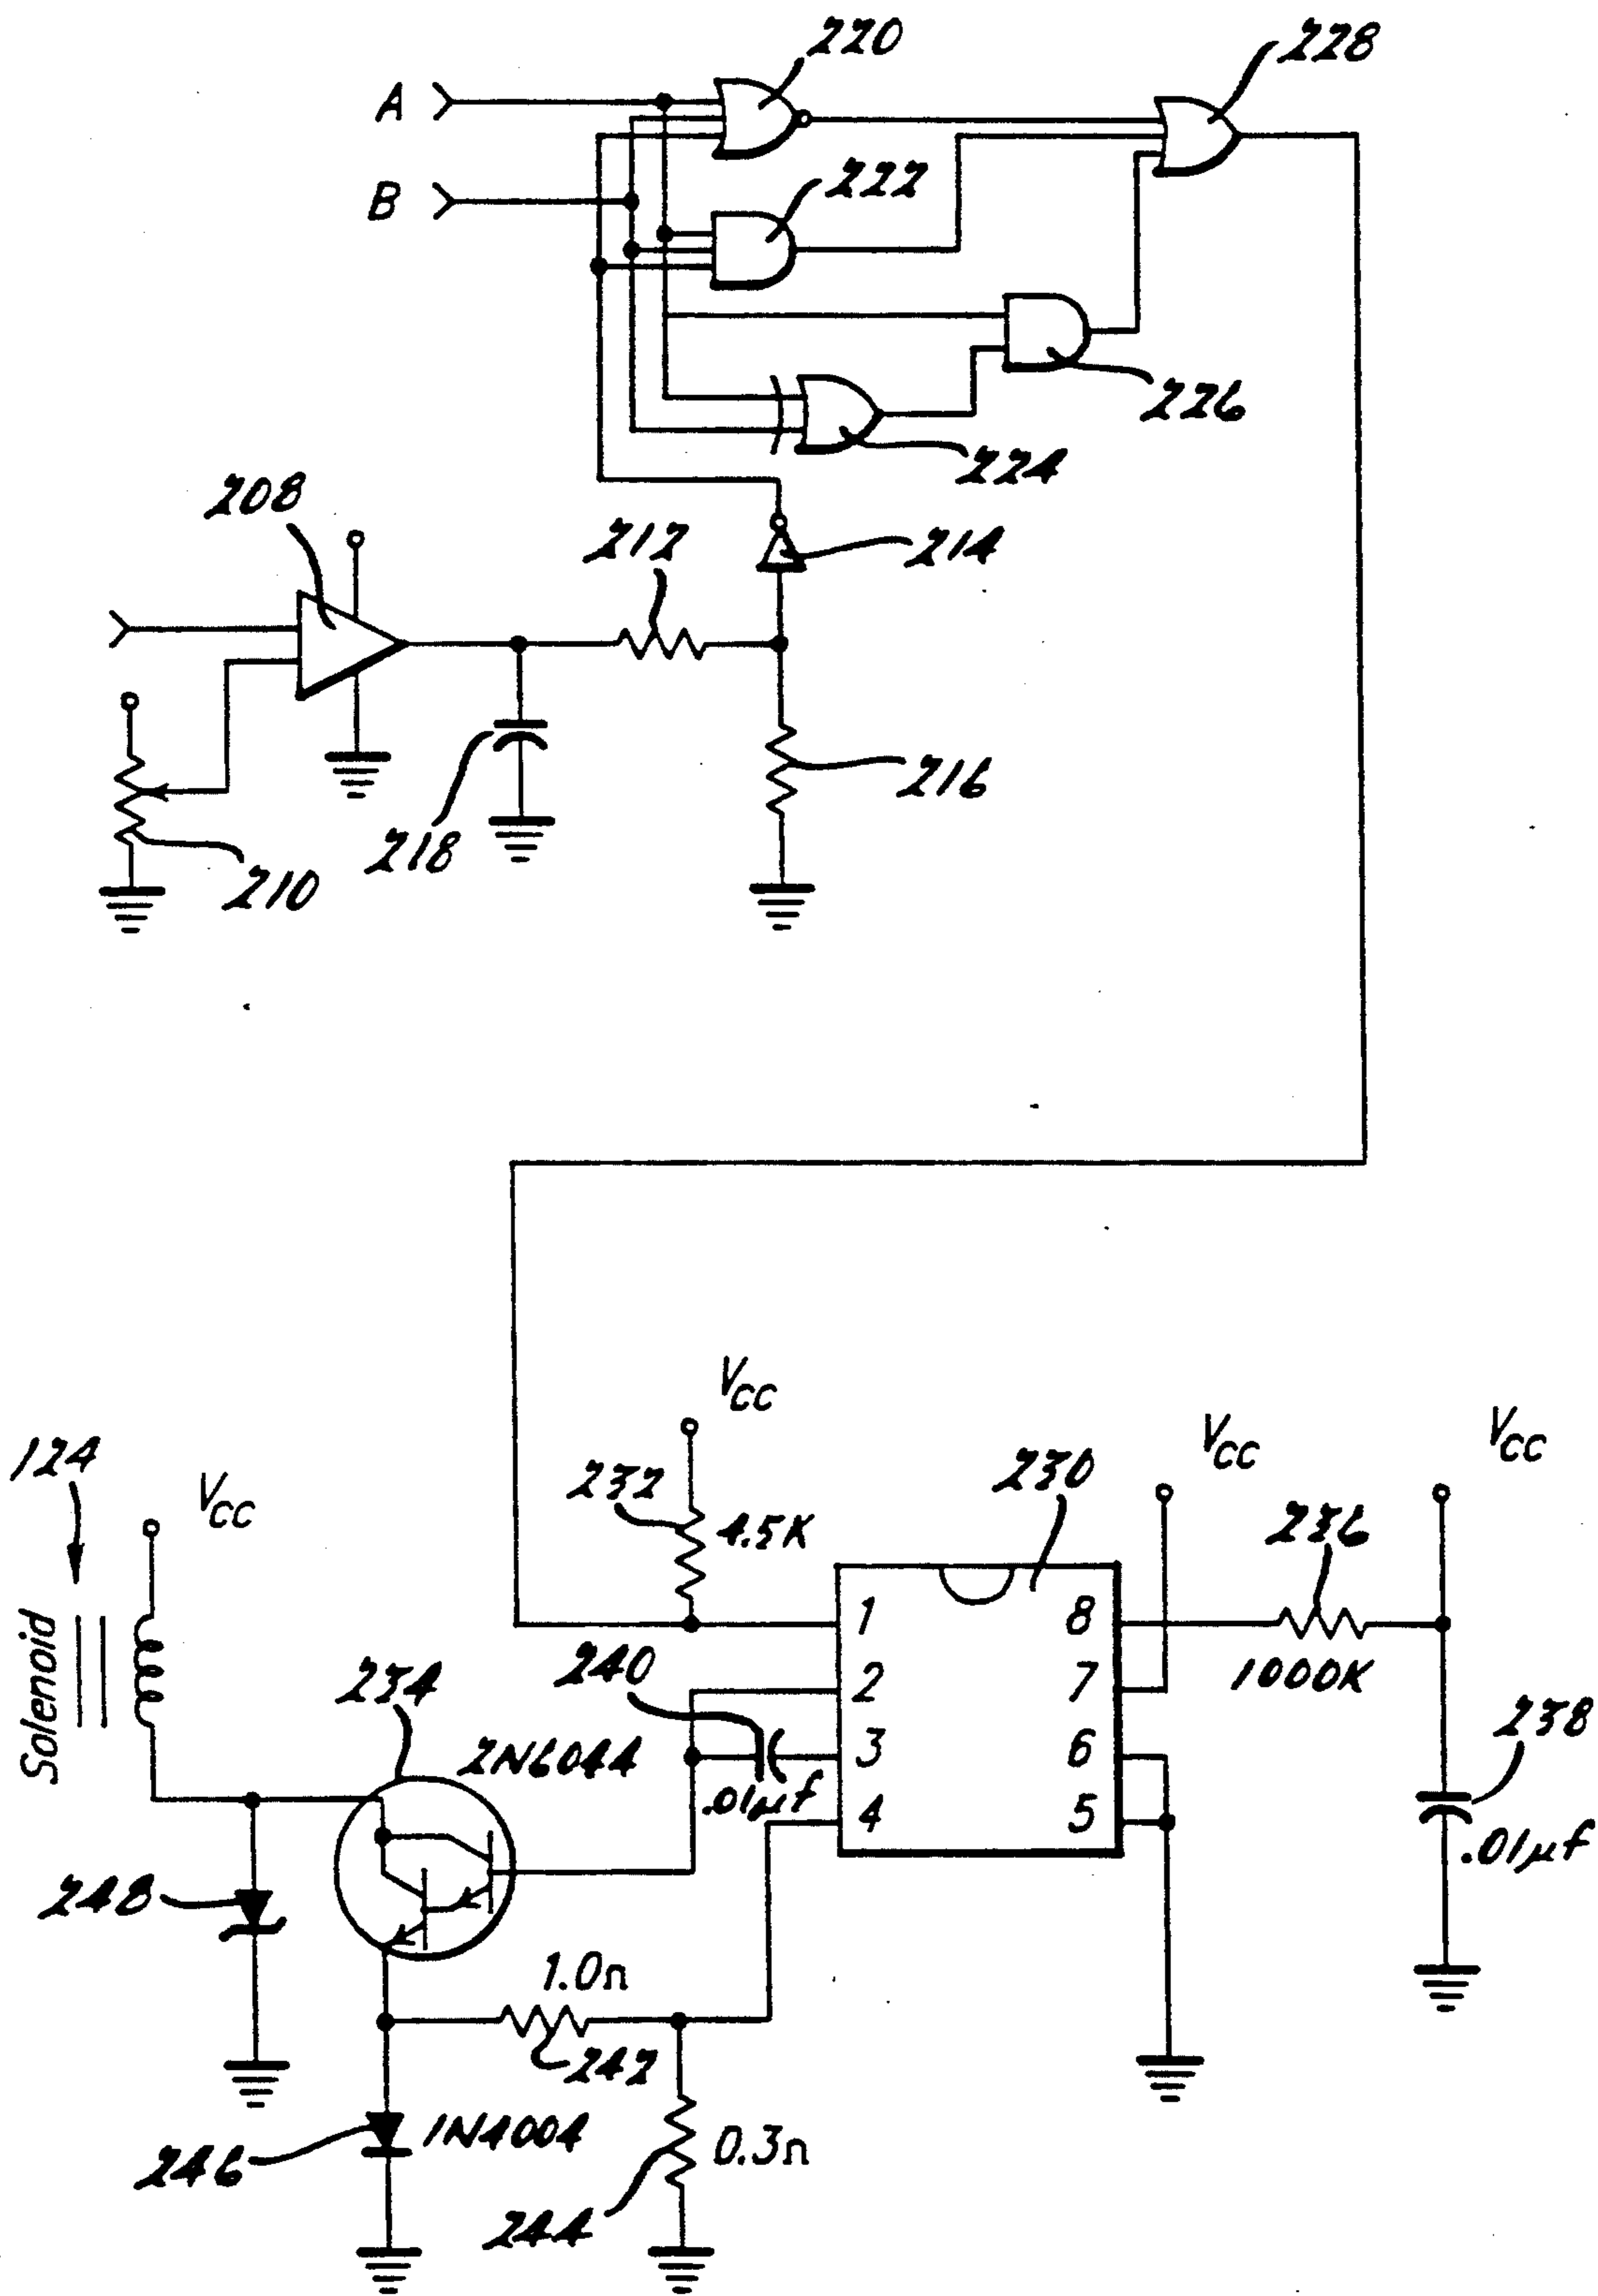 220
228
A
B
222
226
224
208
212
214
216
218
210
Vcc
Vcc
Vcc
124
Vcc
232
4.5K
230
236
1000K
1
2
3
4
8
7
6
5
240
.01μf
238
.01μf
Solenoid
234
2N6044
248
1.0Ω
242
246
1N4004
0.3Ω
244